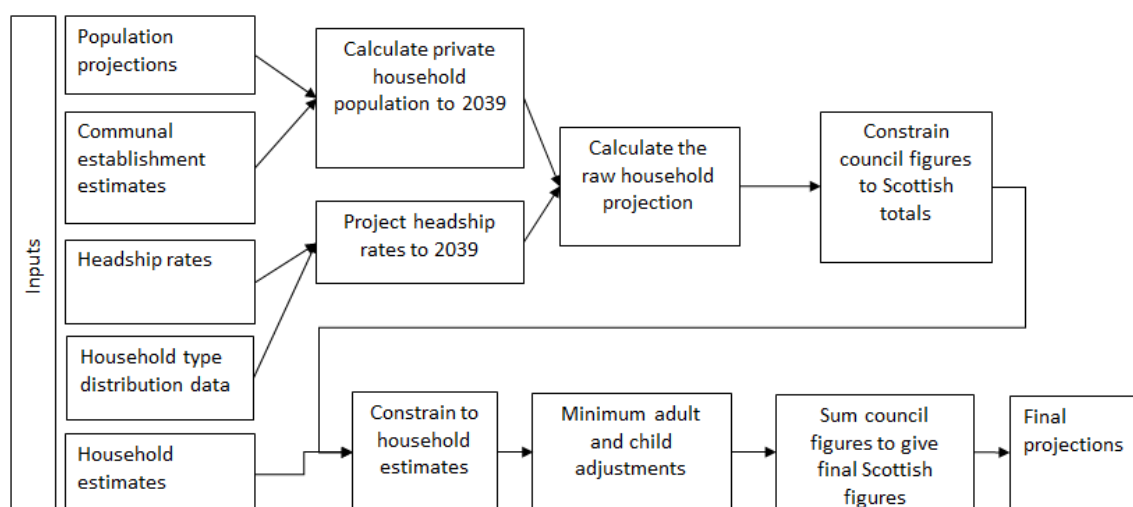 Inputs
Population
projections
Communal
establishment
estimates
Headship rates
Household type
distribution data
Household
estimates
Calculate private
household
population to 2039
Project headship
rates to 2039
Calculate the
raw household
projection
Constrain
council figures
to Scottish
totals
Constrain to
household
estimates
Minimum adult
and child
adjustments
Sum council
figures to give
final Scottish
figures
Final
projections